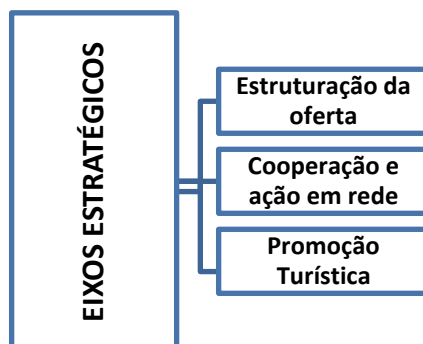 EIXOS ESTRATÉGICOS
Estruturação da
oferta
Cooperação e
ação em rede
Promoção
Turística